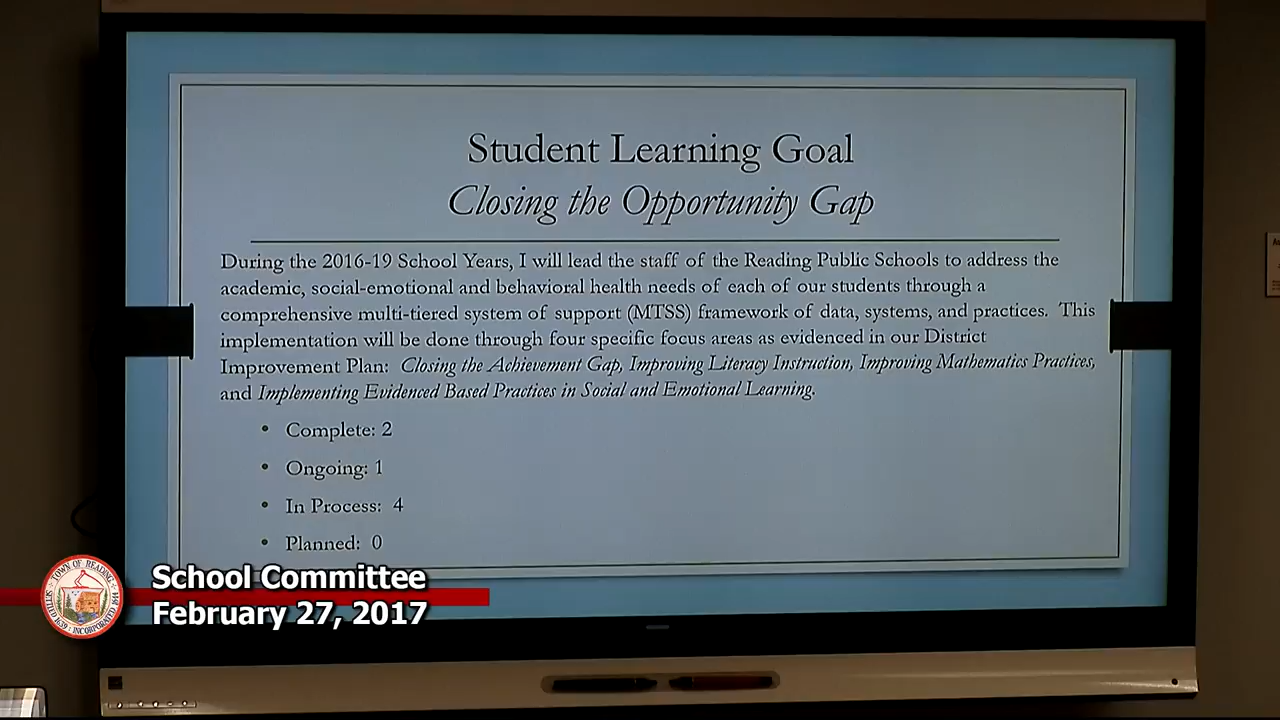 Student Learning Goal
Closing the Opportunity Gap
During the 2016-19 School Years, I will lead the staff of the Reading Public Schools to address the
academic, social-emotional and behavioral health needs of each of our students through a
comprehensive multi-tiered system of support (MTSS) framework of data, systems, and practices.  This
implementation will be done through four specific focus areas as evidenced in our District
Improvement Plan:  Closing the Achievement Gap, Improving Literacy Instruction, Improving Mathematics Practices,
and Implementing Evidenced Based Practices in Social and Emotional Learning.
• Complete: 2
• Ongoing: 1
• In Process:  4
• Planned:  0
TOWN OF READING
School Committee
February 27, 2017